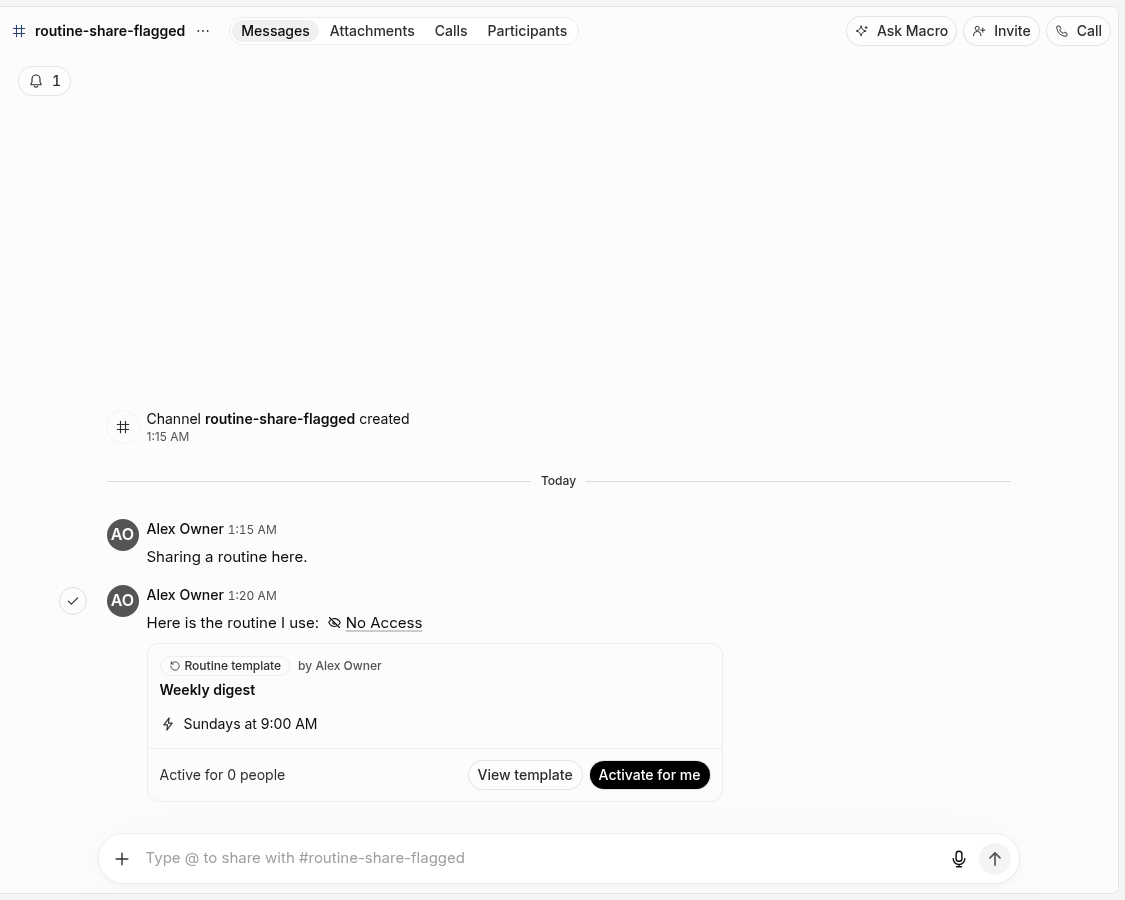 routine-share-flagged ... Messages Attachments Calls Participants Ask Macro Invite Call
1
Channel routine-share-flagged created
1:15 AM
Today
AO Alex Owner 1:15 AM
Sharing a routine here.
AO Alex Owner 1:20 AM
Here is the routine I use: No Access
Routine template by Alex Owner
Weekly digest
Sundays at 9:00 AM
Active for 0 people View template Activate for me
Type @ to share with #routine-share-flagged